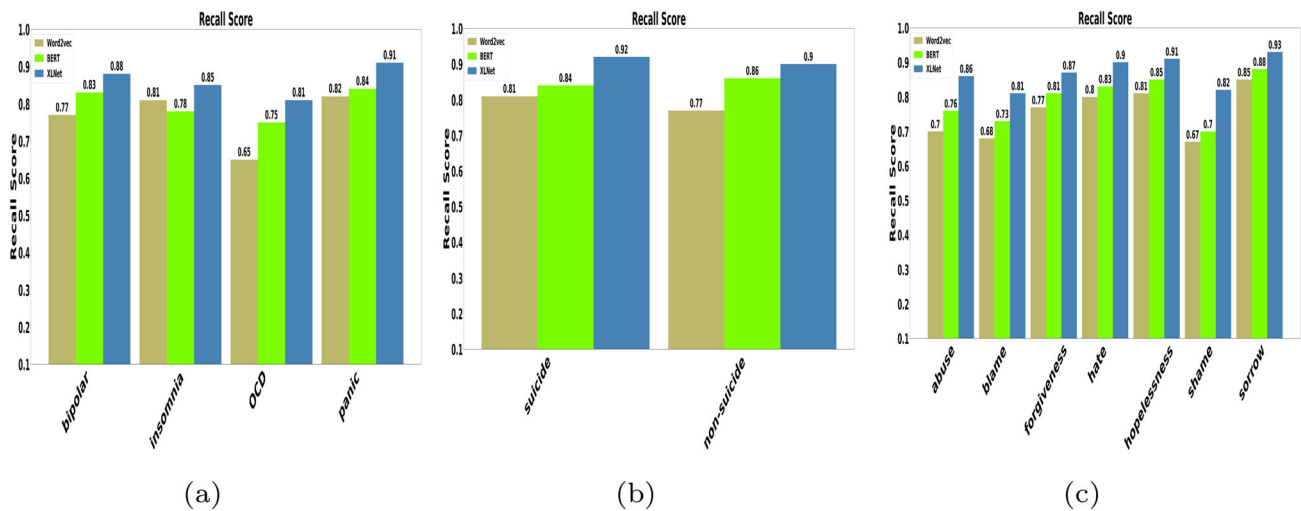 Recall Score
Word2vec
BERT
XLNet
Recall Score
1.0
0.9
0.8
0.7
0.6
0.5
0.4
0.3
0.2
0.1
0.77
0.83
0.88
0.81
0.78
0.85
0.65
0.75
0.81
0.82
0.84
0.91
bipolar
insomnia
OCD
panic
(a)
Recall Score
Word2vec
BERT
XLNet
Recall Score
1.0
0.9
0.8
0.7
0.6
0.5
0.4
0.3
0.2
0.1
0.81
0.84
0.92
0.77
0.86
0.9
suicide
non-suicide
(b)
Recall Score
Word2vec
BERT
XLNet
Recall Score
1.0
0.9
0.8
0.7
0.6
0.5
0.4
0.3
0.2
0.1
0.7
0.76
0.86
0.68
0.73
0.81
0.77
0.81
0.87
0.8
0.83
0.9
0.81
0.85
0.91
0.67
0.7
0.82
0.85
0.88
0.93
abuse
blame
forgiveness
hate
hopelessness
shame
sorrow
(c)